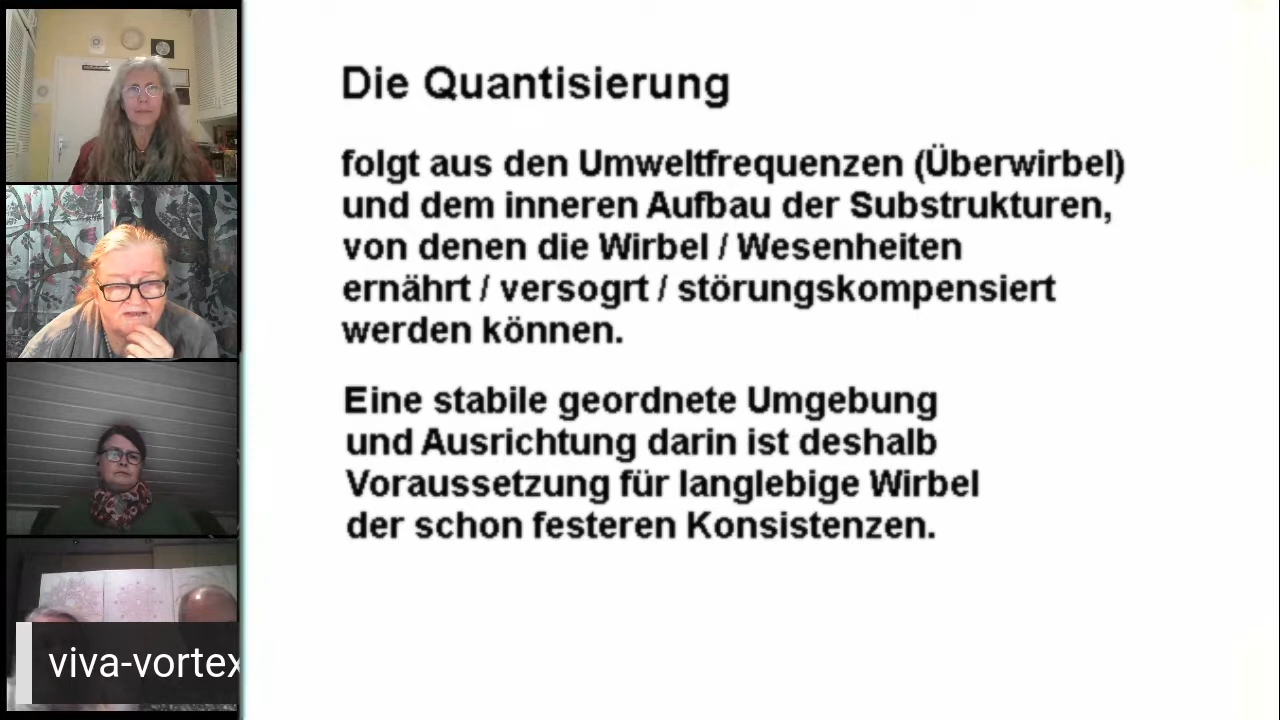 Die Quantisierung
folgt aus den Umweltfrequenzen (Überwirbel)
und dem inneren Aufbau der Substrukturen,
von denen die Wirbel / Wesenheiten
ernährt / versogrt / störungskompensiert
werden können.
Eine stabile geordnete Umgebung
und Ausrichtung darin ist deshalb
Voraussetzung für langlebige Wirbel
der schon festeren Konsistenzen.
viva-vortex